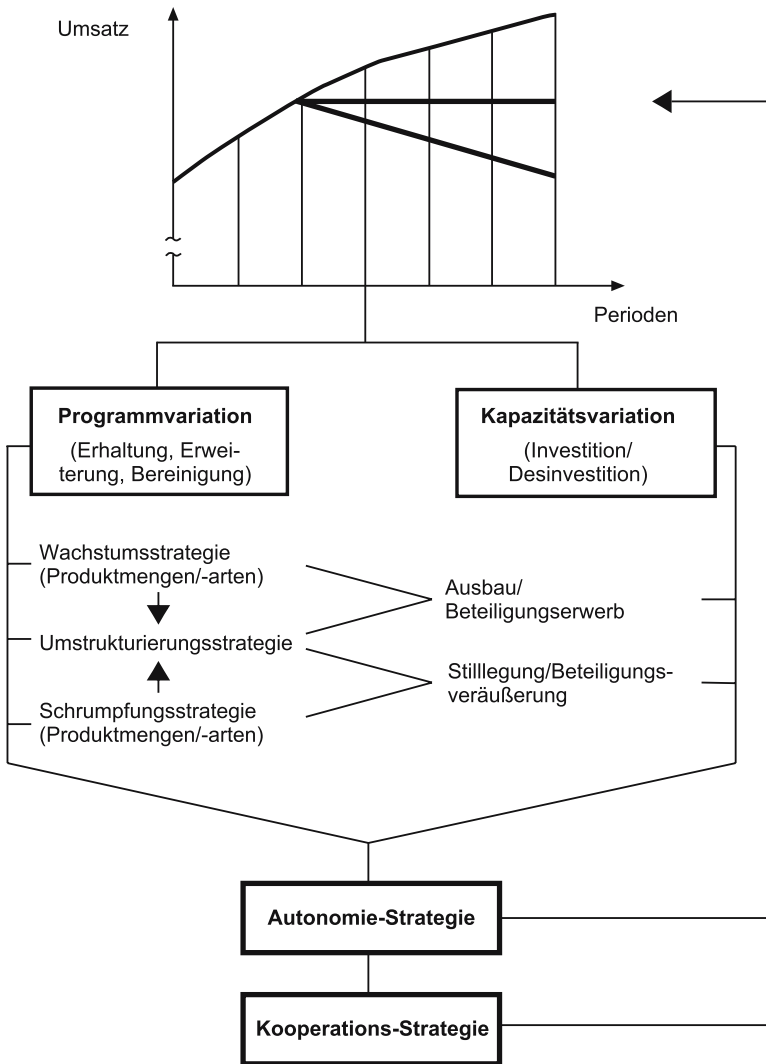 Umsatz
Perioden
Programmvariation
(Erhaltung, Erwei-
terung, Bereinigung)
Kapazitätsvariation
(Investition/
Desinvestition)
Wachstumsstrategie
(Produktmengen/-arten)
Umstrukturierungsstrategie
Schrumpfungsstrategie
(Produktmengen/-arten)
Ausbau/
Beteiligungserwerb
Stilllegung/Beteiligungs-
veräußerung
Autonomie-Strategie
Kooperations-Strategie